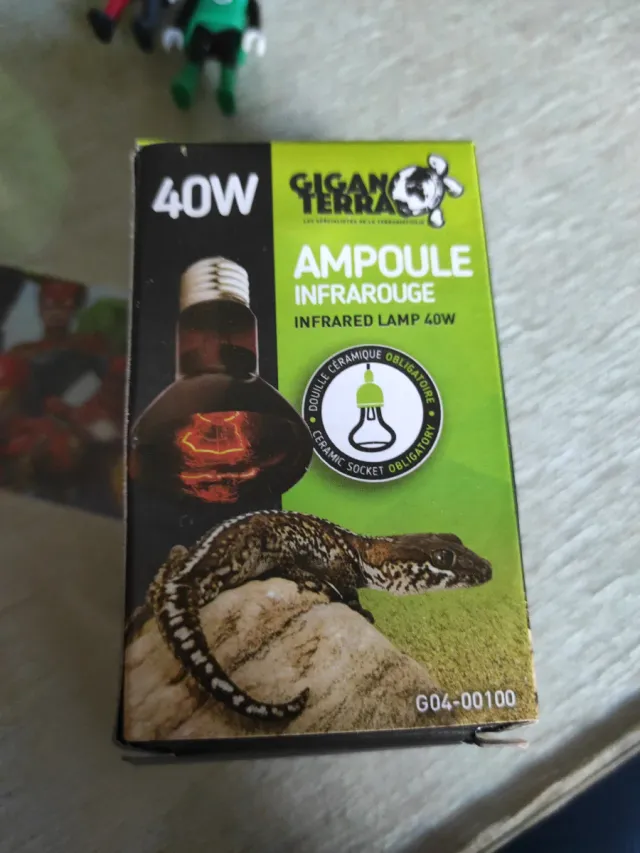 40W
GIGAN
TERRA
LES SPÉCIALISTES DE LA TERRARIOPHILIE
AMPOULE
INFRAROUGE
INFRARED LAMP 40W
DOUILLE CÉRAMIQUE OBLIGATOIRE
CERAMIC SOCKET OBLIGATORY
G04-00100